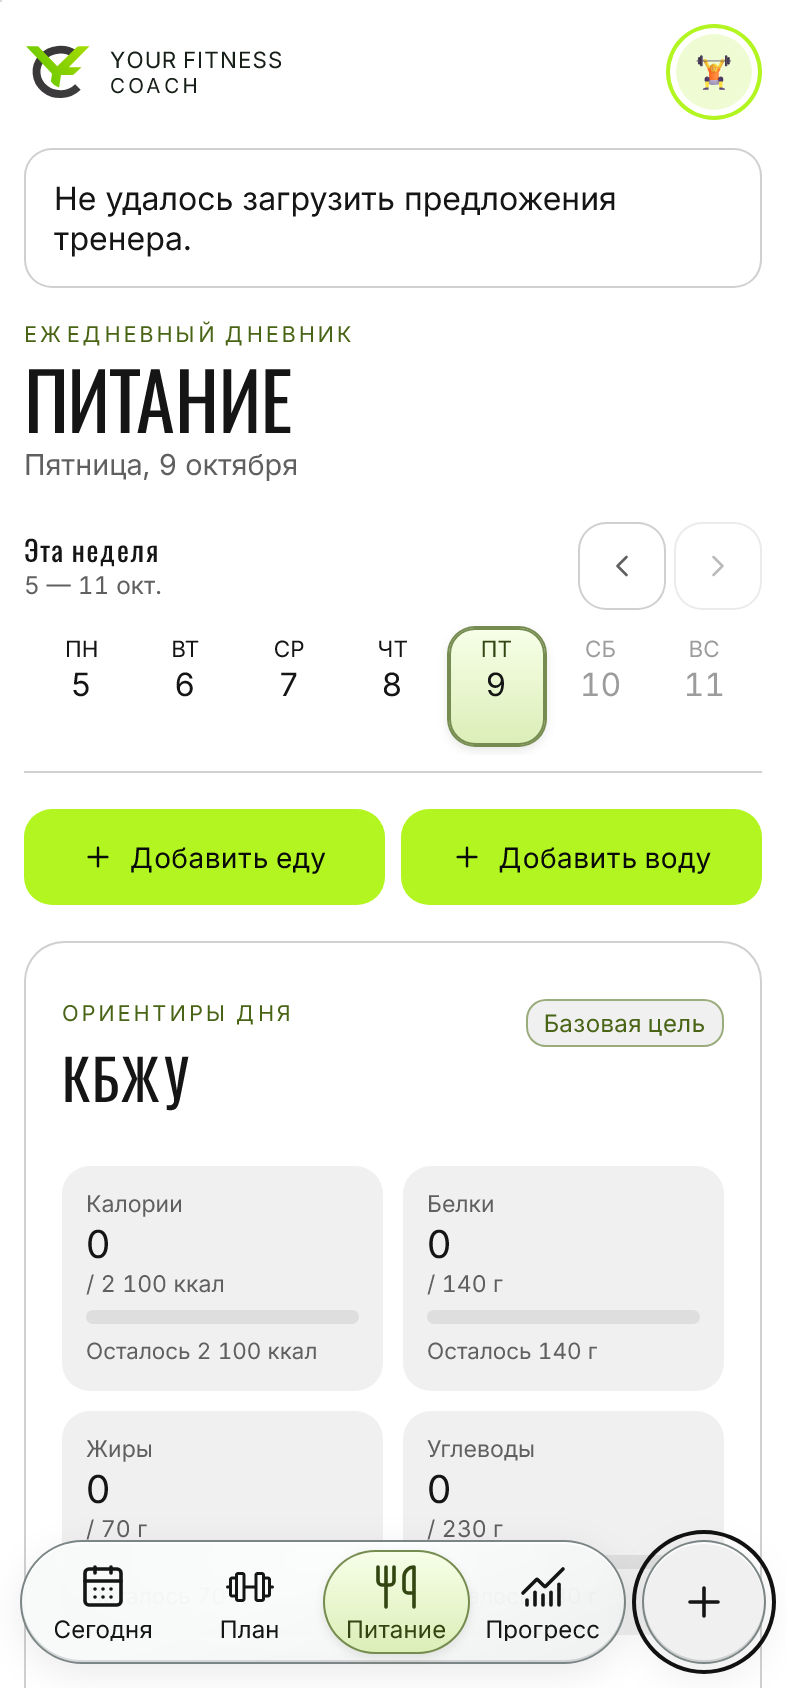 YOUR FITNESS
COACH
Не удалось загрузить предложения
тренера.
ЕЖЕДНЕВНЫЙ ДНЕВНИК
ПИТАНИЕ
Пятница, 9 октября
Эта неделя
5 — 11 окт.
ПН ВТ СР ЧТ ПТ СБ ВС
5 6 7 8 9 10 11
+ Добавить еду + Добавить воду
ОРИЕНТИРЫ ДНЯ Базовая цель
КБЖУ
Калории Белки
0 0
/ 2 100 ккал / 140 г
Осталось 2 100 ккал Осталось 140 г
Жиры Углеводы
0 0
/ 70 г / 230 г
Сегодня План Питание Прогресс